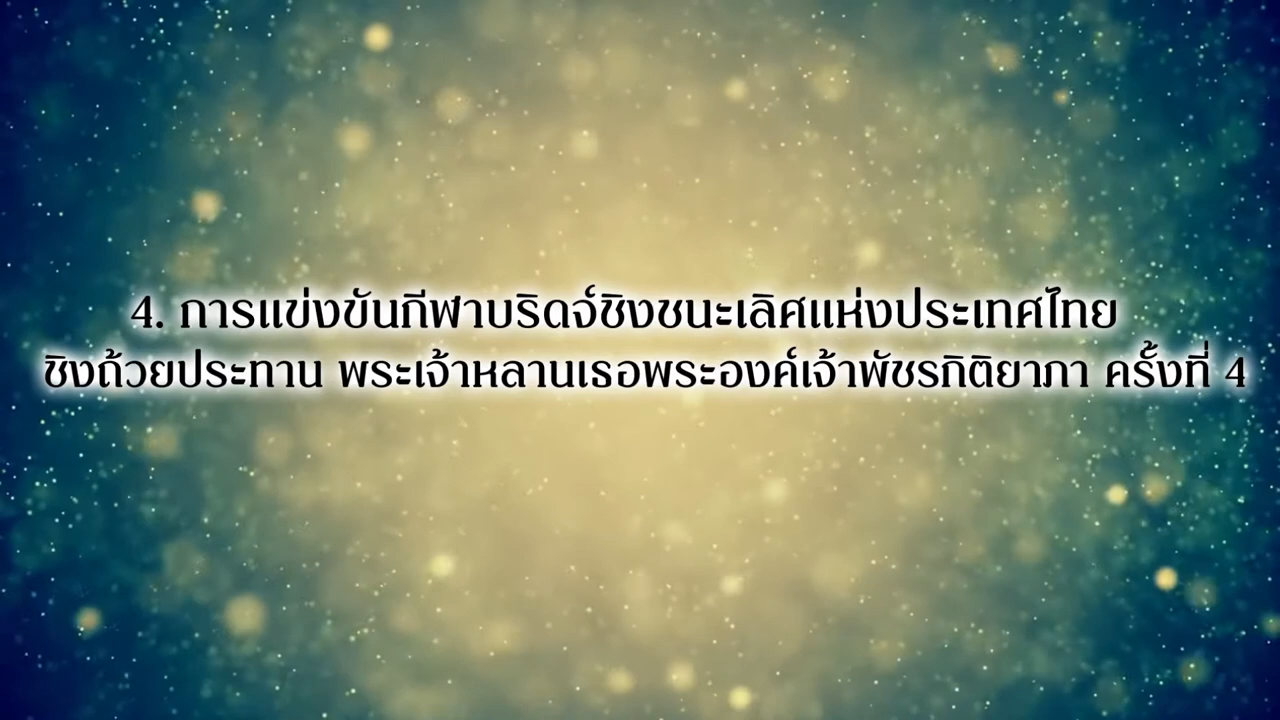 4. การแข่งขันกีฬาบริดจ์ชิงชนะเลิศแห่งประเทศไทย
ชิงถ้วยประทาน พระเจ้าหลานเธอพระองค์เจ้าพัชรกิติยาภา ครั้งที่ 4